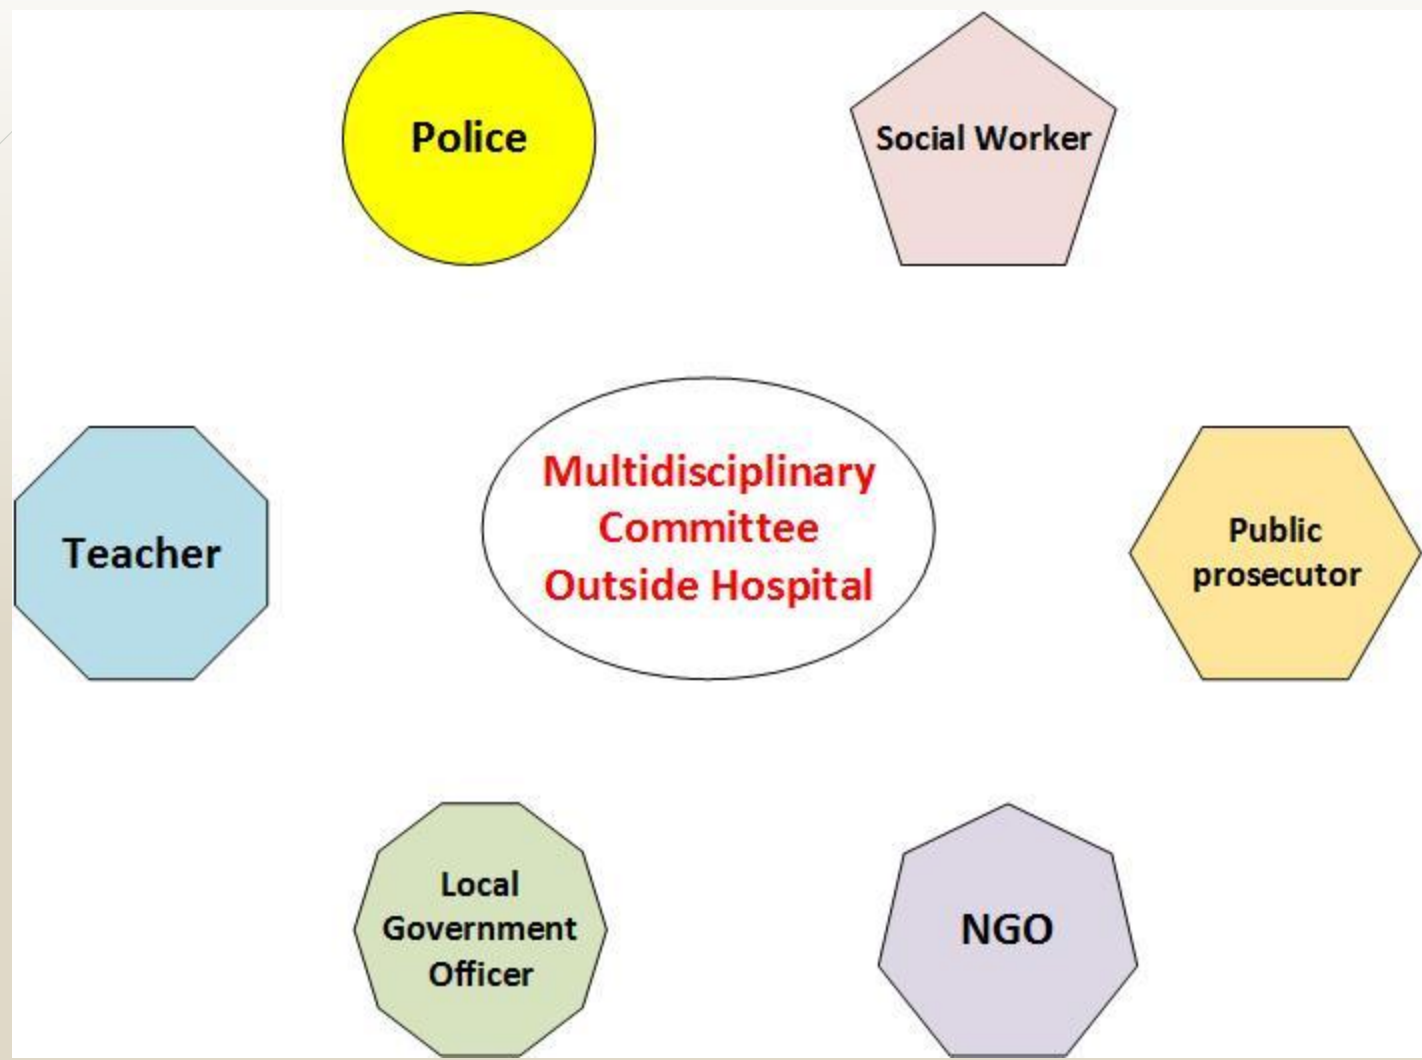 Police
Social Worker
Multidisciplinary
Committee
Outside Hospital
Teacher
Public
prosecutor
Local
Government
Officer
NGO